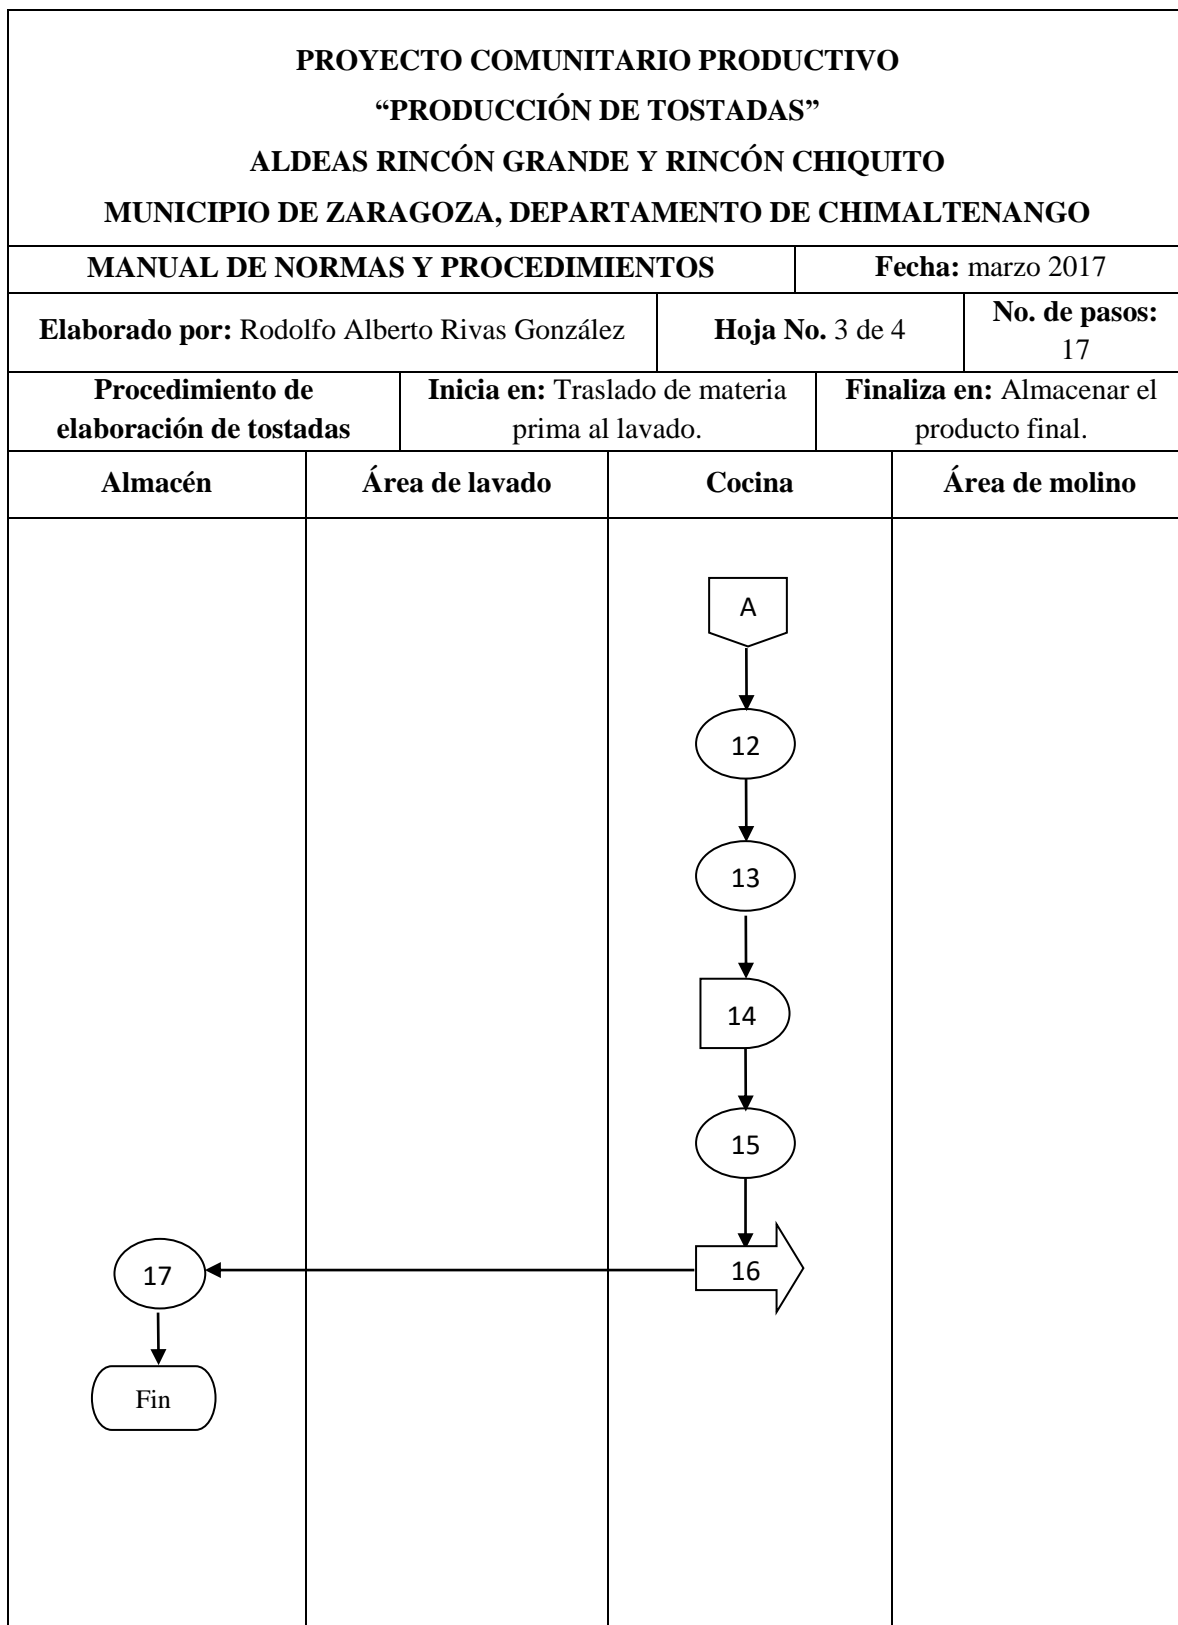 PROYECTO COMUNITARIO PRODUCTIVO
“PRODUCCIÓN DE TOSTADAS”
ALDEAS RINCÓN GRANDE Y RINCÓN CHIQUITO
MUNICIPIO DE ZARAGOZA, DEPARTAMENTO DE CHIMALTENANGO
MANUAL DE NORMAS Y PROCEDIMIENTOS
Fecha: marzo 2017
Elaborado por: Rodolfo Alberto Rivas González
Hoja No. 3 de 4
No. de pasos:
17
Procedimiento de
elaboración de tostadas
Inicia en: Traslado de materia
prima al lavado.
Finaliza en: Almacenar el
producto final.
Almacén
Área de lavado
Cocina
Área de molino
A
12
13
14
15
16
17
Fin